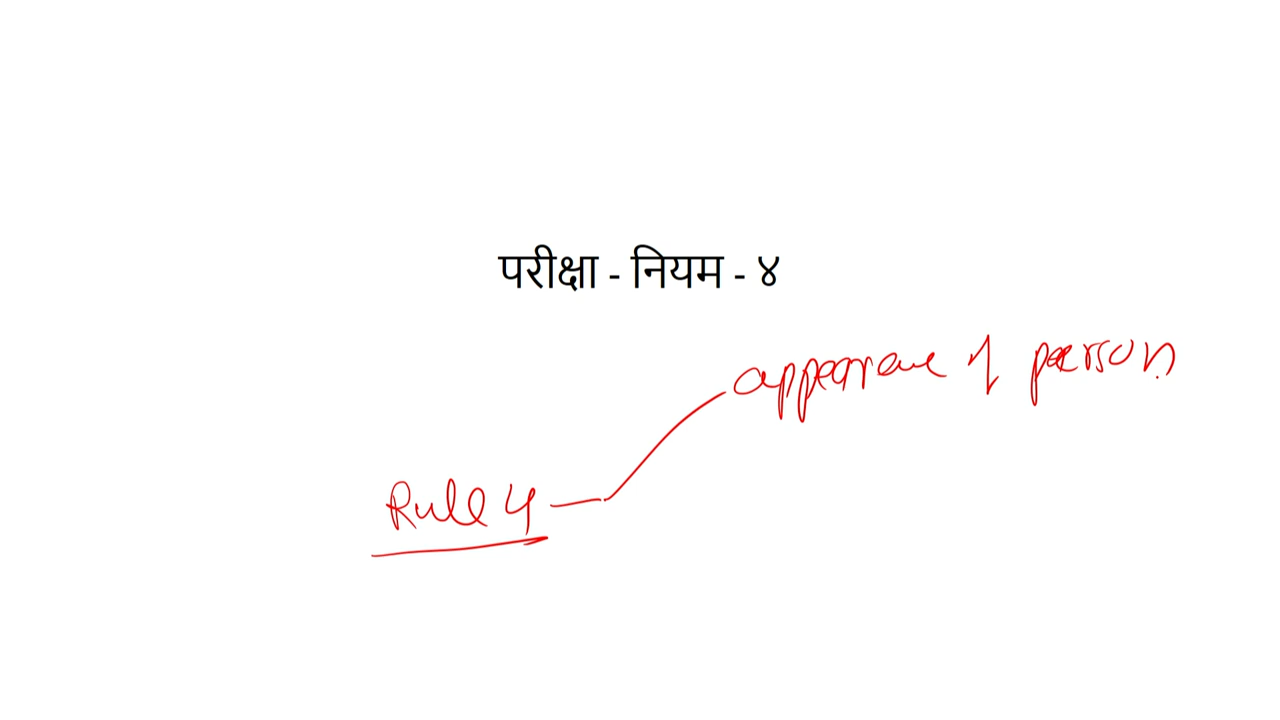 परीक्षा - नियम - ४
appearance of person
Rule 4